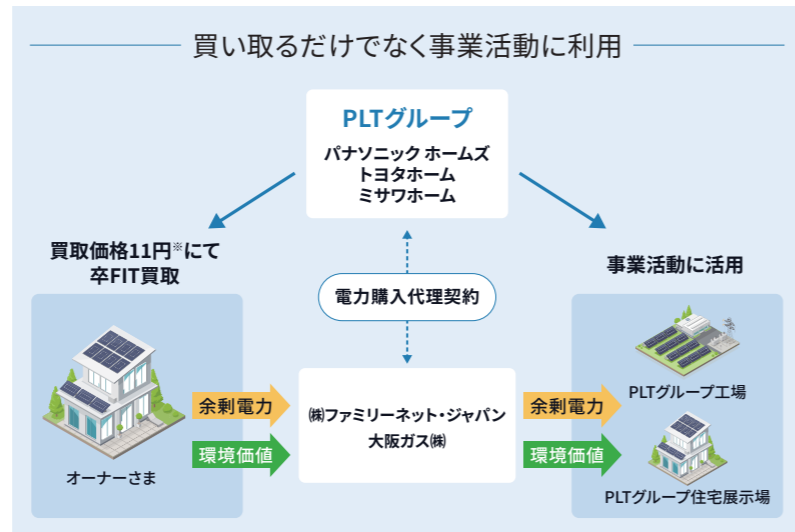 買い取るだけでなく事業活動に利用
PLTグループ
パナソニック ホームズ
トヨタホーム
ミサワホーム
買取価格11円※にて
卒FIT買取
事業活動に活用
電力購入代理契約
オーナーさま
余剰電力
環境価値
㈱ファミリーネット・ジャパン
大阪ガス㈱
余剰電力
環境価値
PLTグループ工場
PLTグループ住宅展示場